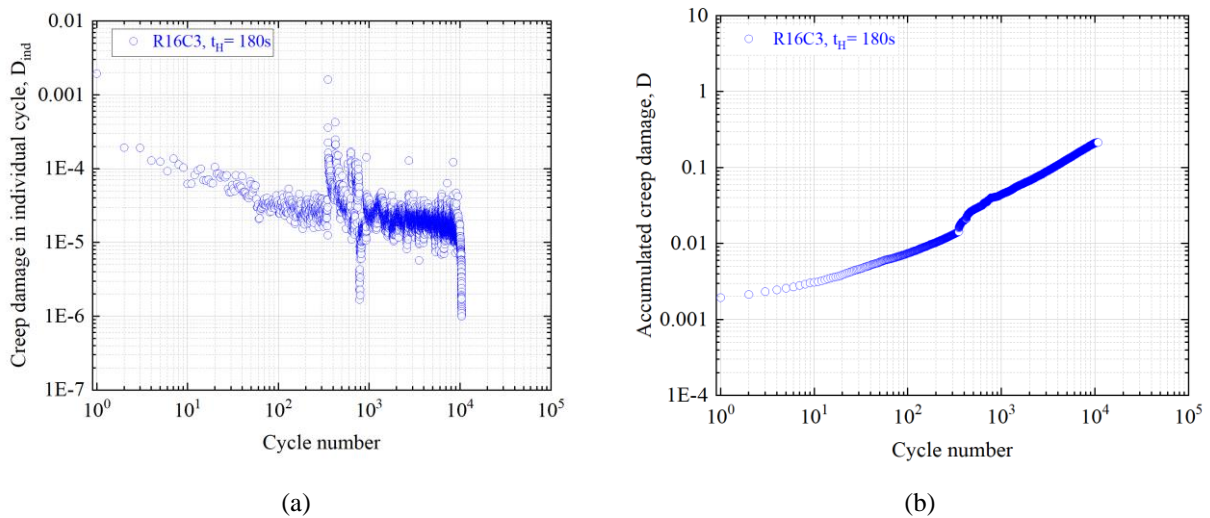 0.01
0.001
1E-4
1E-5
1E-6
1E-7
Creep damage in individual cycle, D_ind
R16C3, t_H= 180s
10^0 10^1 10^2 10^3 10^4 10^5
Cycle number
(a)
10
1
0.1
0.01
0.001
1E-4
Accumulated creep damage, D
R16C3, t_H= 180s
10^0 10^1 10^2 10^3 10^4 10^5
Cycle number
(b)